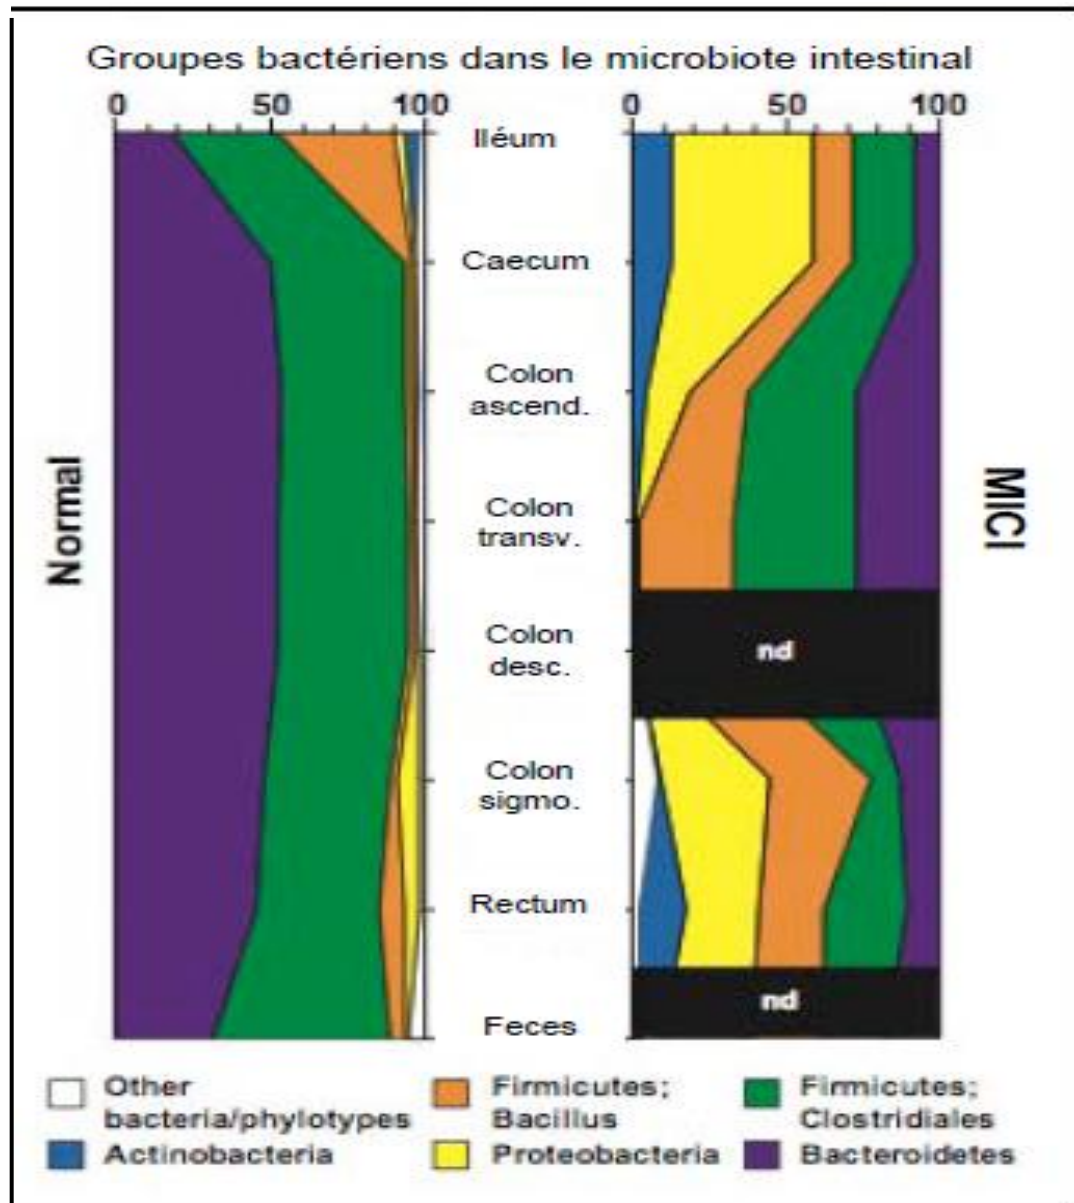 Groupes bactériens dans le microbiote intestinal
0 50 100
0 nd 100
Iléum
Caecum
Colon
ascend.
Colon
transv.
Colon
desc.
Colon
sigmo.
Rectum
Feces
Normal
MICI
nd
nd
Other
bacteria/phylotypes
Firmicutes;
Bacillus
Firmicutes;
Clostridiales
Actinobacteria
Proteobacteria
Bacteroidetes